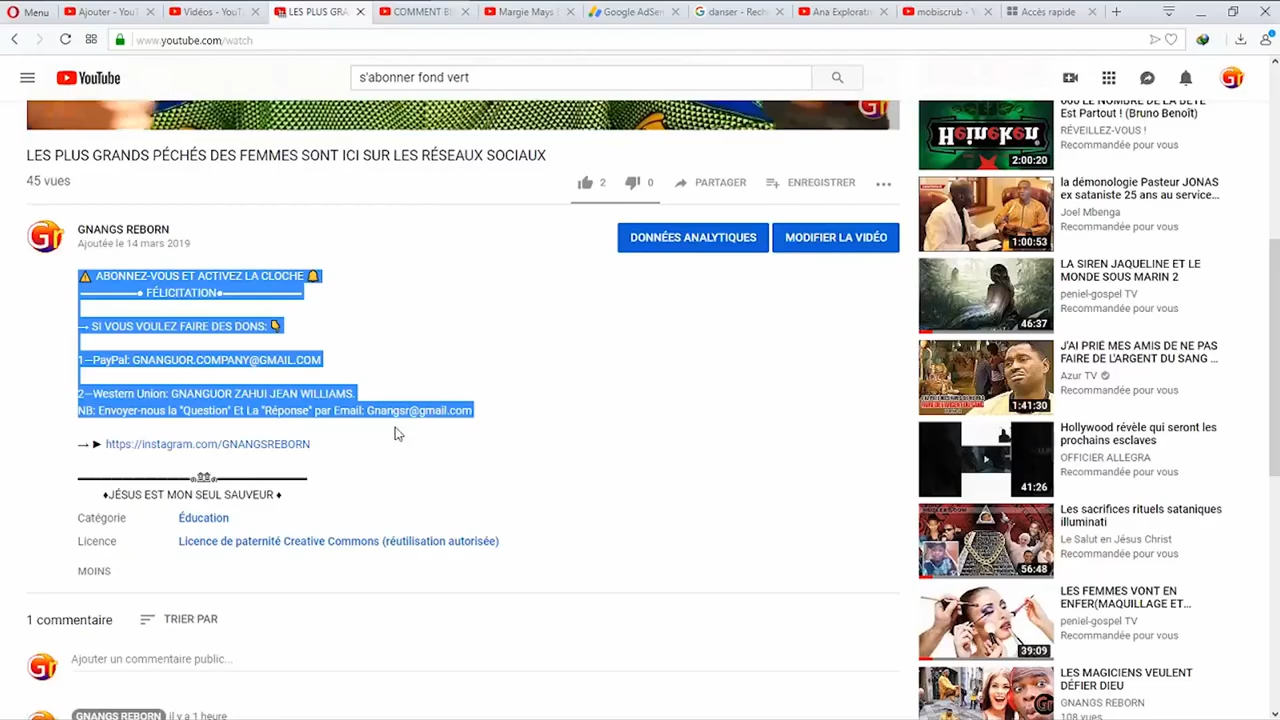 Menu
Ajouter - YouT
Vidéos - YouT
LES PLUS GRA
COMMENT B
Margie Mays
Google AdSen
danser - Rech
Ana Explorati
mobiscrub - 
Accès rapide
www.youtube.com/watch
YouTube
s'abonner fond vert
Gr
LES PLUS GRANDS PÉCHÉS DES FEMMES SONT ICI SUR LES RÉSEAUX SOCIAUX
45 vues
2
0
PARTAGER
ENREGISTRER
GNANGS REBORN
Ajoutée le 14 mars 2019
DONNÉES ANALYTIQUES
MODIFIER LA VIDÉO
⚠ ABONNEZ-VOUS ET ACTIVEZ LA CLOCHE 🔔
————————● FÉLICITATION●————————
→ SI VOUS VOULEZ FAIRE DES DONS: 👇
1—PayPal: GNANGUOR.COMPANY@GMAIL.COM
2—Western Union: GNANGUOR ZAHUI JEAN WILLIAMS.
NB: Envoyer-nous la "Question" Et La "Réponse" par Email: Gnangsr@gmail.com
→ ► https://instagram.com/GNANGSREBORN
♦JÉSUS EST MON SEUL SAUVEUR ♦
Catégorie
Éducation
Licence
Licence de paternité Creative Commons (réutilisation autorisée)
MOINS
1 commentaire
TRIER PAR
Ajouter un commentaire public...
GNANGS REBORN il y a 1 heure
666 LE NOMBRE DE LA BÊTE
Est Partout ! (Bruno Benoît)
RÉVEILLEZ-VOUS !
Recommandée pour vous
Heineken
2:00:20
la démonologie Pasteur JONAS
ex sataniste 25 ans au service...
Joel Mbenga
Recommandée pour vous
1:00:53
LA SIREN JAQUELINE ET LE
MONDE SOUS MARIN 2
peniel-gospel TV
Recommandée pour vous
46:37
J'AI PRIÉ MES AMIS DE NE PAS
FAIRE DE L'ARGENT DU SANG ...
Azur TV
Recommandée pour vous
1:41:30
Hollywood révèle qui seront les
prochains esclaves
OFFICIER ALLEGRA
Recommandée pour vous
41:26
Les sacrifices rituels sataniques
illuminati
Le Salut en Jésus Christ
Recommandée pour vous
56:48
LES FEMMES VONT EN
ENFER(MAQUILLAGE ET...
peniel-gospel TV
Recommandée pour vous
39:09
LES MAGICIENS VEULENT
DÉFIER DIEU
GNANGS REBORN
108 vues